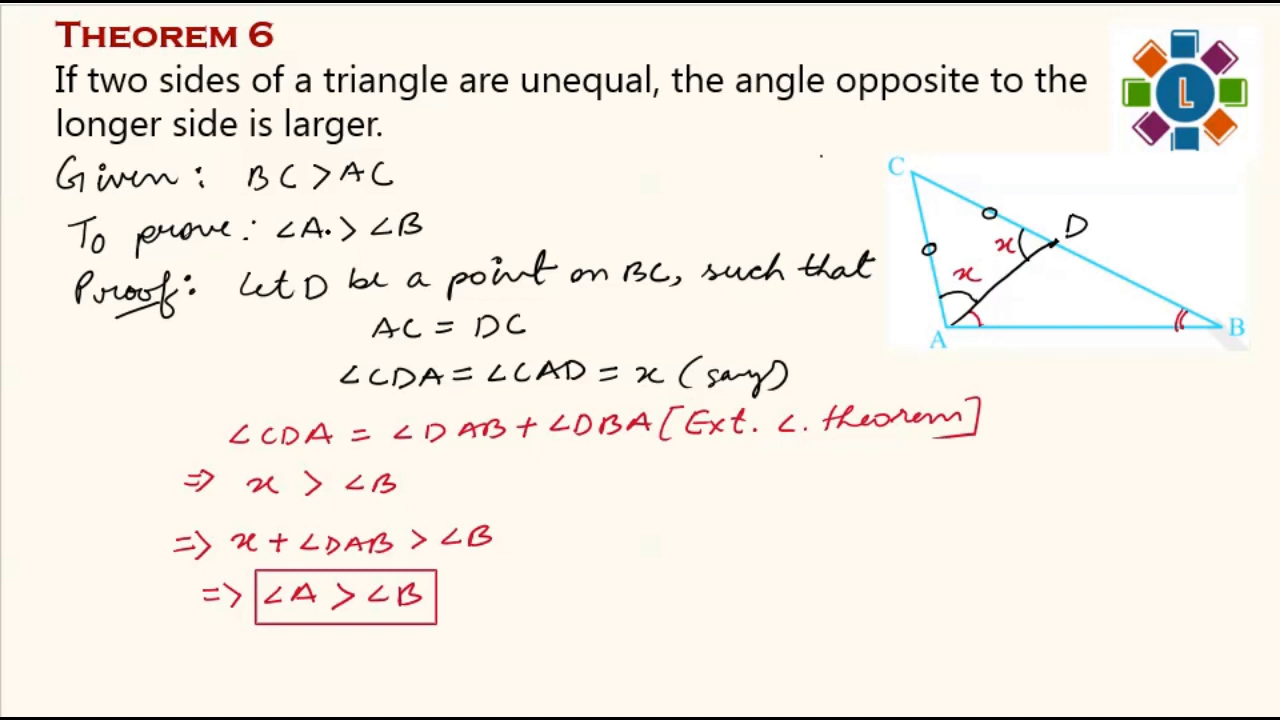 THEOREM 6
If two sides of a triangle are unequal, the angle opposite to the
longer side is larger.
Given: BC > AC
To prove: ∠A. > ∠B
Proof: Let D be a point on BC, such that
AC = DC
∠CDA = ∠CAD = x (say)
∠CDA = ∠DAB + ∠DBA [Ext. ∠. theorem]
⇒ x > ∠B
⇒ x + ∠DAB > ∠B
⇒ ∠A > ∠B
L
C
D
x
x
A
B